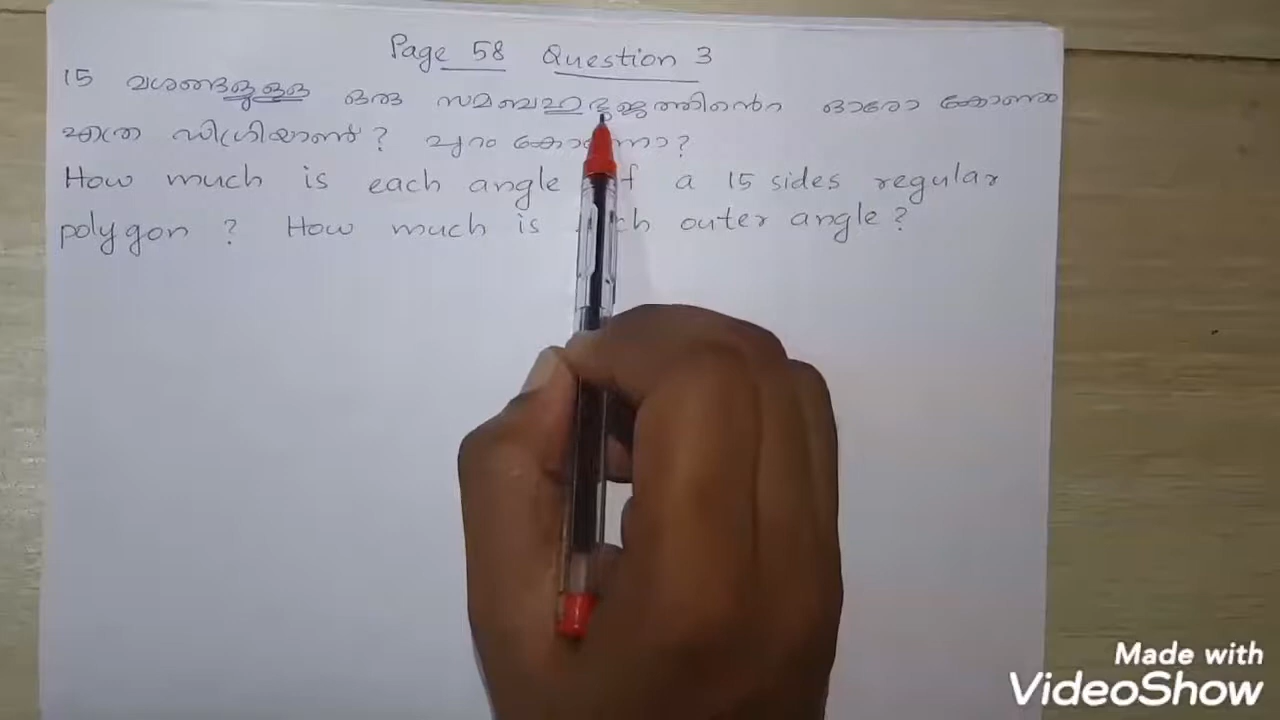 Page 58 Question 3
15 വശങ്ങളുള്ള ഒരു സമബഹുഭുജത്തിന്റെ ഓരോ കോണും
എത്ര ഡിഗ്രിയാണ്? പുറം
How much is each angle a 15 sides regular
polygon ? How much is outer angle ?
Made with
VideoShow